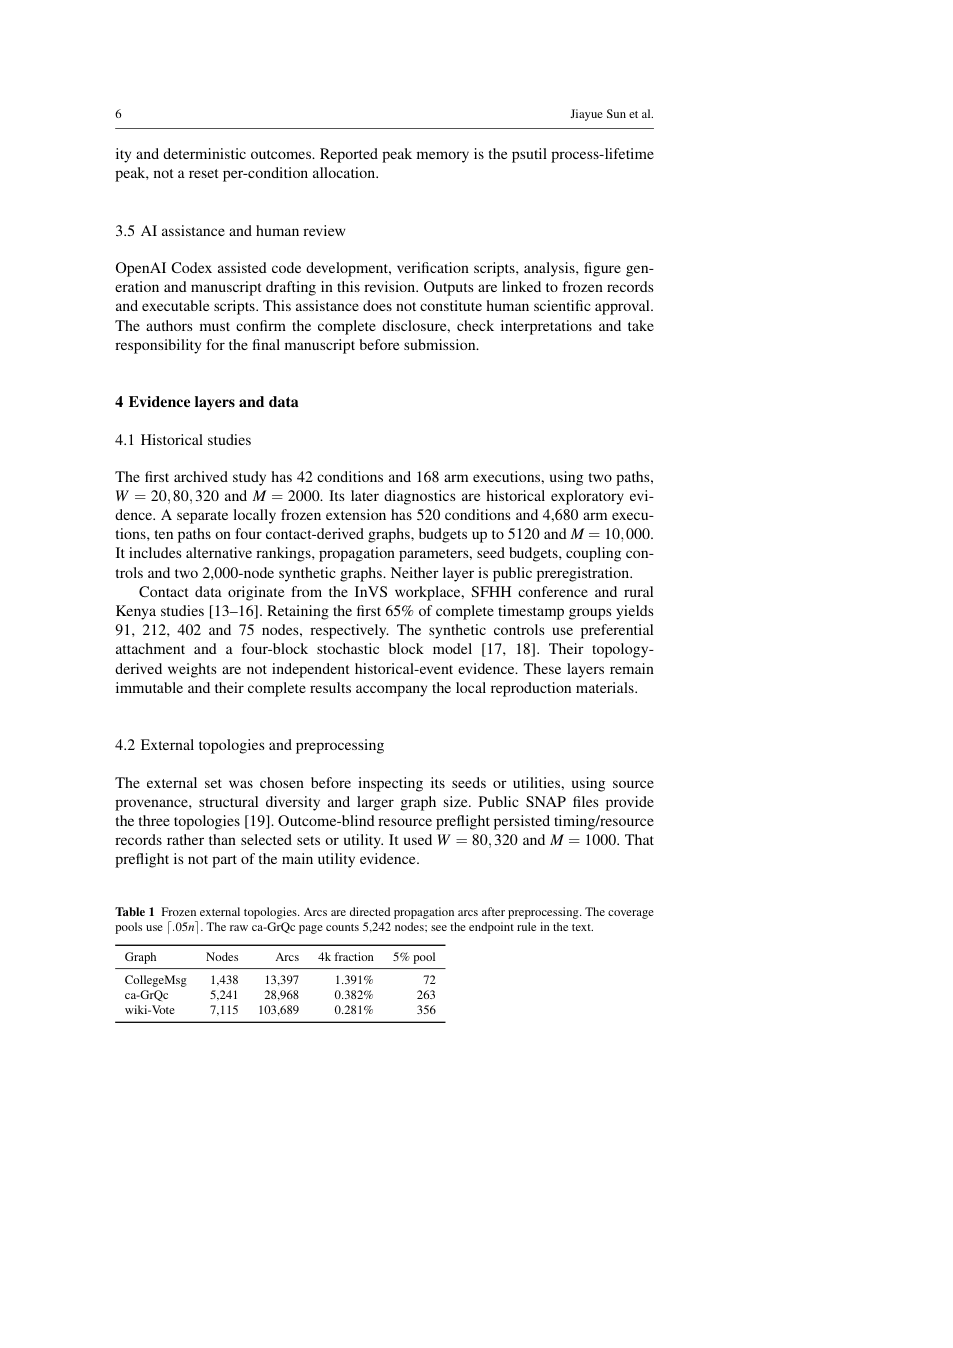 6 Jiayue Sun et al.
ity and deterministic outcomes. Reported peak memory is the psutil process-lifetime
peak, not a reset per-condition allocation.
3.5 AI assistance and human review
OpenAI Codex assisted code development, verification scripts, analysis, figure gen-
eration and manuscript drafting in this revision. Outputs are linked to frozen records
and executable scripts. This assistance does not constitute human scientific approval.
The authors must confirm the complete disclosure, check interpretations and take
responsibility for the final manuscript before submission.
4 Evidence layers and data
4.1 Historical studies
The first archived study has 42 conditions and 168 arm executions, using two paths,
W = 20,80,320 and M = 2000. Its later diagnostics are historical exploratory evi-
dence. A separate locally frozen extension has 520 conditions and 4,680 arm execu-
tions, ten paths on four contact-derived graphs, budgets up to 5120 and M = 10,000.
It includes alternative rankings, propagation parameters, seed budgets, coupling con-
trols and two 2,000-node synthetic graphs. Neither layer is public preregistration.
Contact data originate from the InVS workplace, SFHH conference and rural
Kenya studies [13–16]. Retaining the first 65% of complete timestamp groups yields
91, 212, 402 and 75 nodes, respectively. The synthetic controls use preferential
attachment and a four-block stochastic block model [17, 18]. Their topology-
derived weights are not independent historical-event evidence. These layers remain
immutable and their complete results accompany the local reproduction materials.
4.2 External topologies and preprocessing
The external set was chosen before inspecting its seeds or utilities, using source
provenance, structural diversity and larger graph size. Public SNAP files provide
the three topologies [19]. Outcome-blind resource preflight persisted timing/resource
records rather than selected sets or utility. It used W = 80,320 and M = 1000. That
preflight is not part of the main utility evidence.
Table 1 Frozen external topologies. Arcs are directed propagation arcs after preprocessing. The coverage
pools use ⌈.05n⌉. The raw ca-GrQc page counts 5,242 nodes; see the endpoint rule in the text.
Graph Nodes Arcs 4k fraction 5% pool
CollegeMsg 1,438 13,397 1.391% 72
ca-GrQc 5,241 28,968 0.382% 263
wiki-Vote 7,115 103,689 0.281% 356